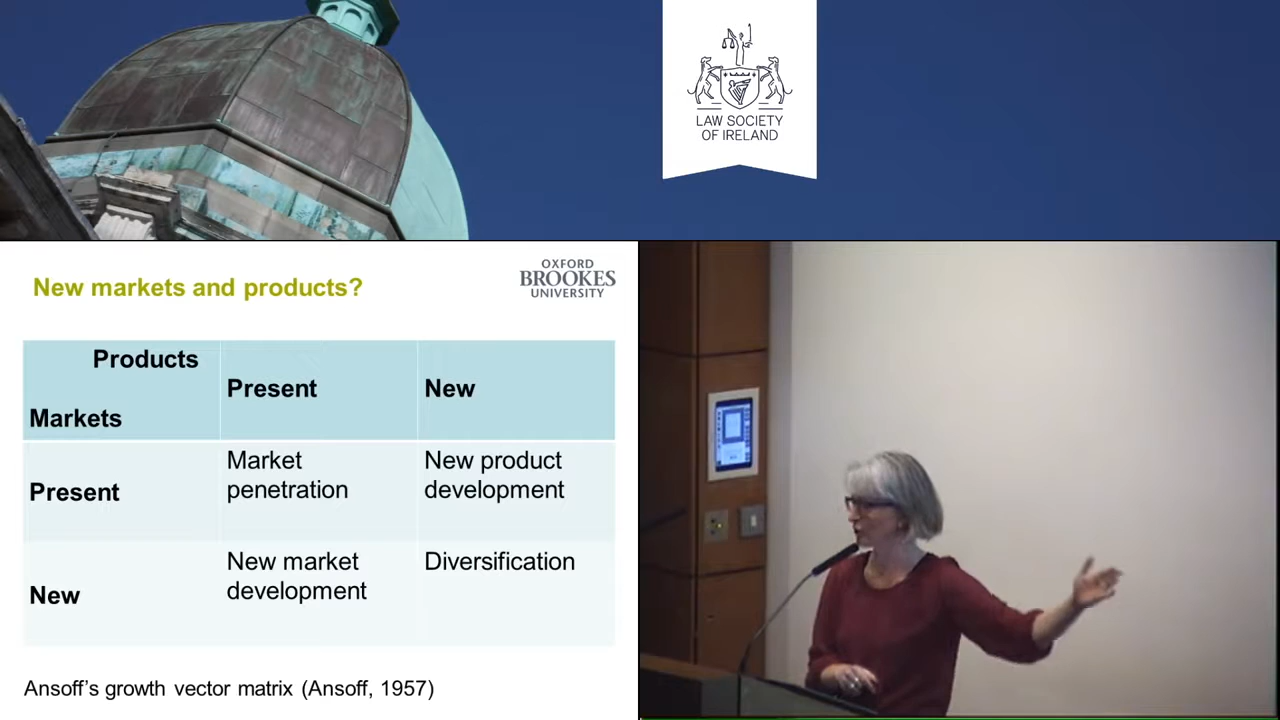 LAW SOCIETY
OF IRELAND
New markets and products?
OXFORD
BROOKES
UNIVERSITY
Products
Markets
Present
New
Present
Market
penetration
New product
development
New
New market
development
Diversification
Ansoff's growth vector matrix (Ansoff, 1957)